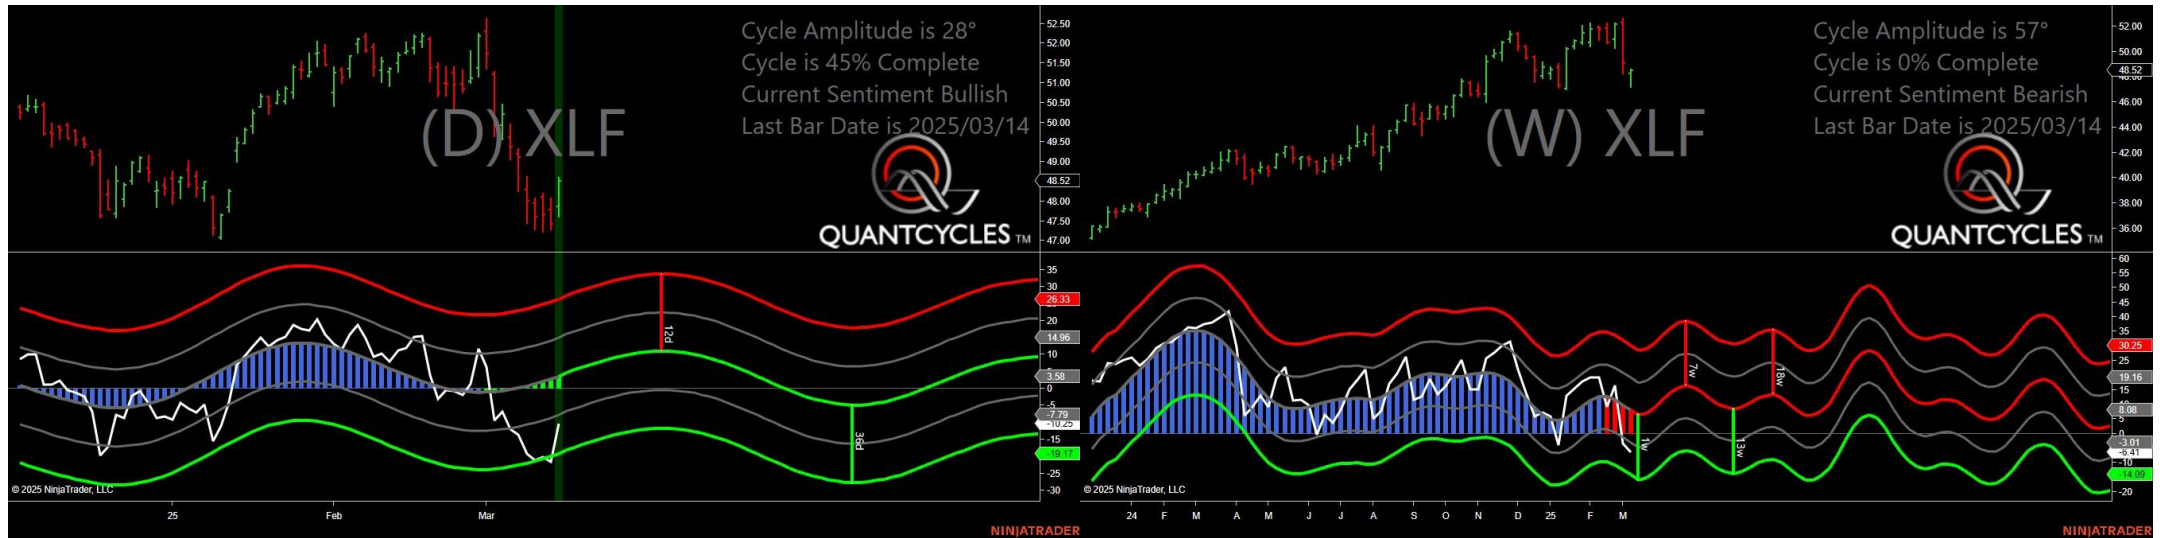 Cycle Amplitude is 28°
Cycle is 45% Complete
Current Sentiment Bullish
Last Bar Date is 2025/03/14
(D) XLF
QUANTCYCLES TM
52.50
52.00
51.50
51.00
50.50
50.00
49.50
49.00
48.52
48.00
47.50
47.00
35
30
26.33
20
14.96
10
3.58
0
-5
-7.79
-10.25
-15
-19.17
-25
-30
12d
36d
© 2025 NinjaTrader, LLC
25
Feb
Mar
NINJATRADER
Cycle Amplitude is 57°
Cycle is 0% Complete
Current Sentiment Bearish
Last Bar Date is 2025/03/14
(W) XLF
QUANTCYCLES TM
52.00
50.00
48.52
46.00
44.00
42.00
40.00
38.00
36.00
60
55
50
45
40
35
30.25
25
19.16
15
8.08
5
0
-3.01
-6.41
-10
-14.09
-20
1w
7w
13w
18w
© 2025 NinjaTrader, LLC
24
F
M
A
M
J
J
A
S
O
N
D
25
F
M
NINJATRADER